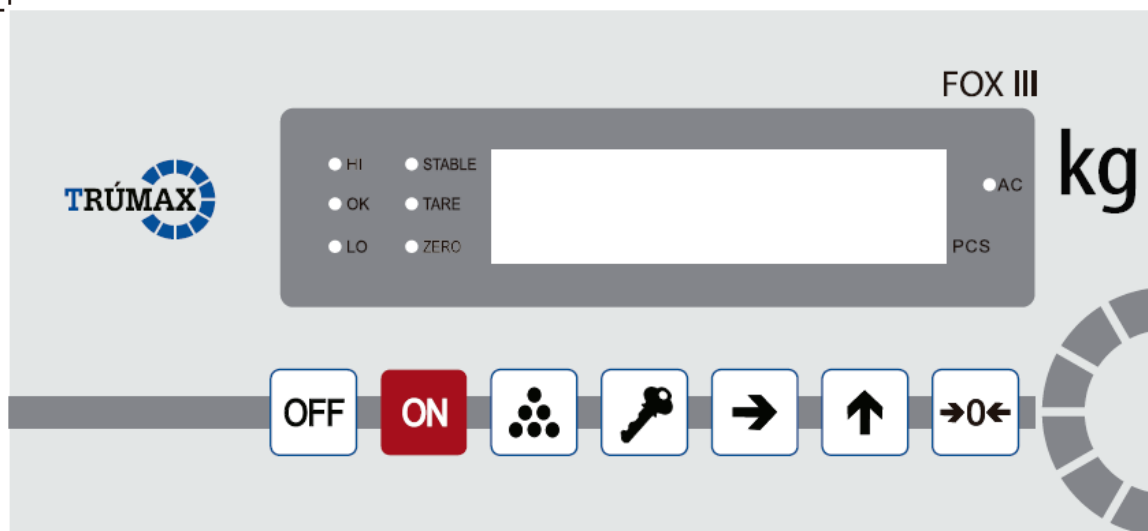 FOX III
kg
TRÚMAX
HI STABLE
OK TARE
LO ZERO
AC
PCS
OFF ON →0←